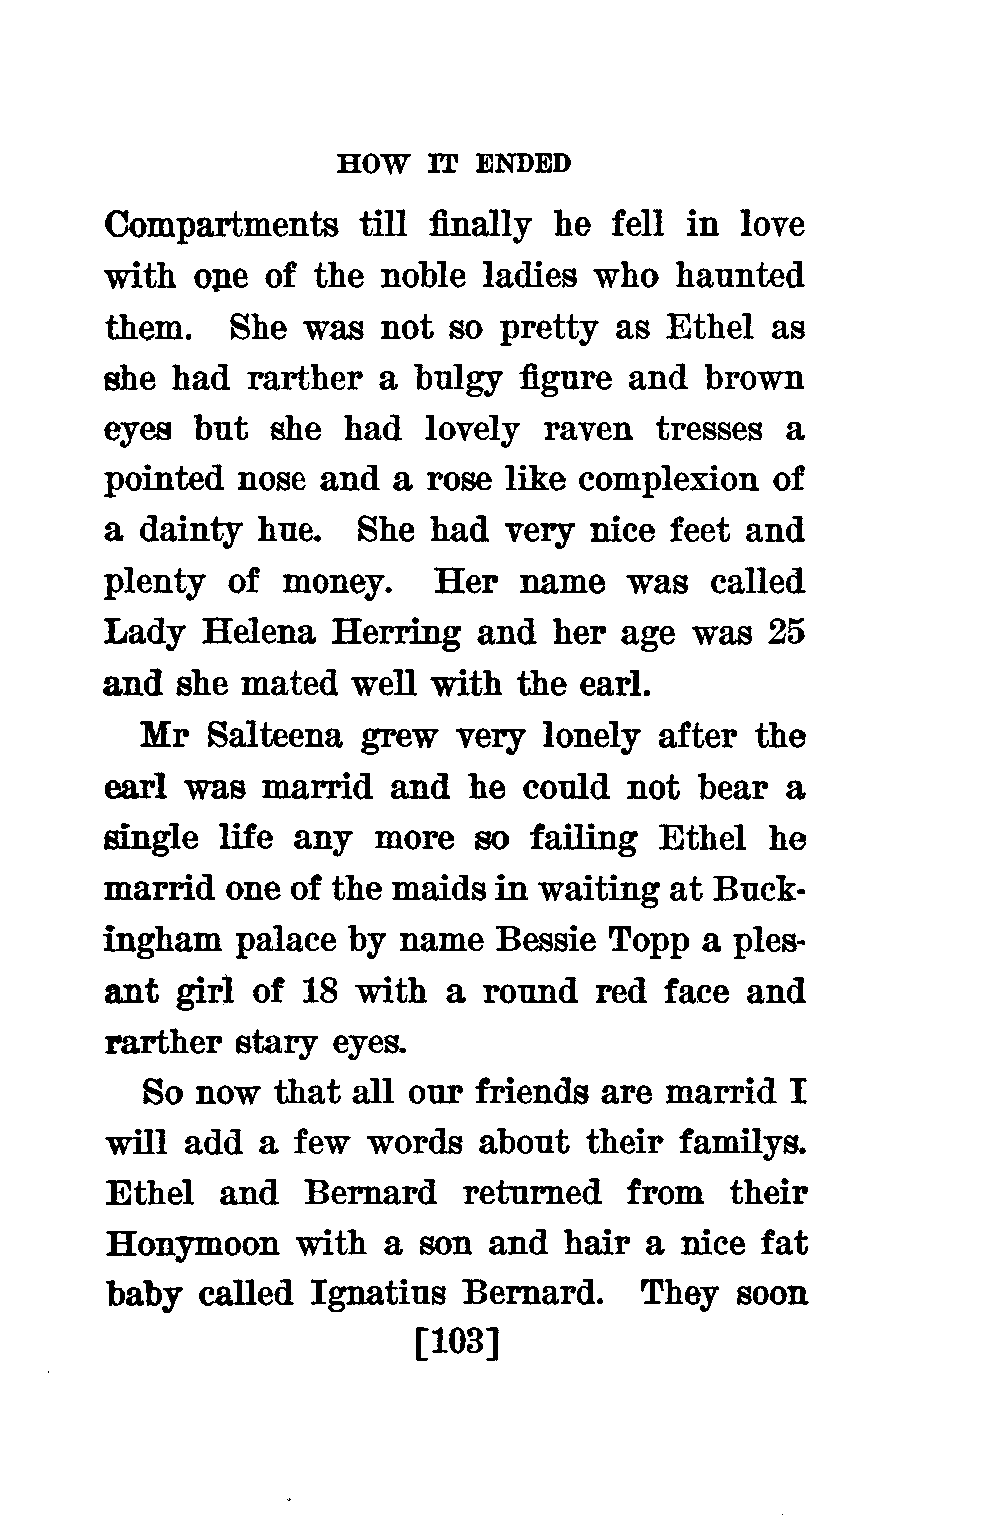 HOW IT ENDED
Compartments till finally he fell in love
with one of the noble ladies who haunted
them. She was not so pretty as Ethel as
she had rarther a bulgy figure and brown
eyes but she had lovely raven tresses a
pointed nose and a rose like complexion of
a dainty hue. She had very nice feet and
plenty of money. Her name was called
Lady Helena Herring and her age was 25
and she mated well with the earl.
Mr Salteena grew very lonely after the
earl was marrid and he could not bear a
single life any more so failing Ethel he
marrid one of the maids in waiting at Buck-
ingham palace by name Bessie Topp a ples-
ant girl of 18 with a round red face and
rarther stary eyes.
So now that all our friends are marrid I
will add a few words about their familys.
Ethel and Bernard returned from their
Honymoon with a son and hair a nice fat
baby called Ignatius Bernard. They soon
[103]